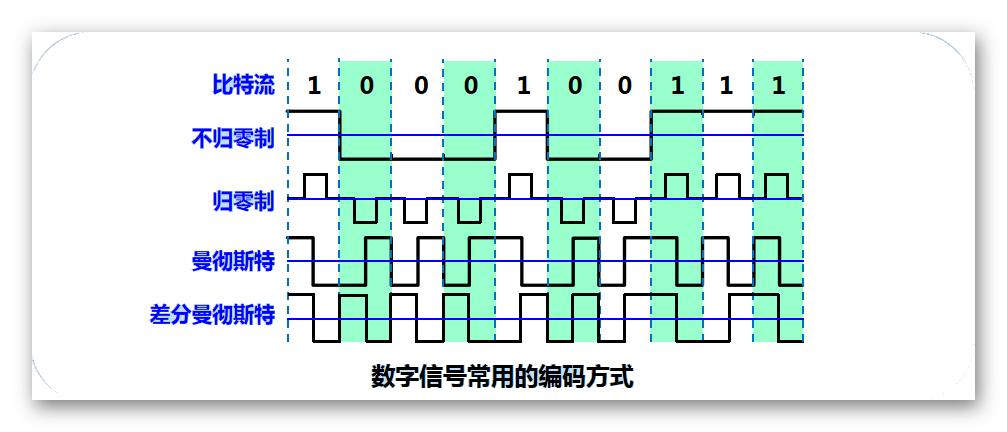 比特流 1 0 0 0 1 0 0 1 1 1
不归零制
归零制
曼彻斯特
差分曼彻斯特
数字信号常用的编码方式